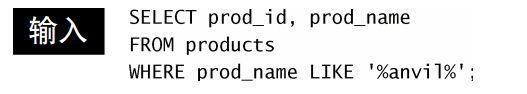 输入
SELECT prod_id, prod_name
FROM products
WHERE prod_name LIKE '%anvil%';